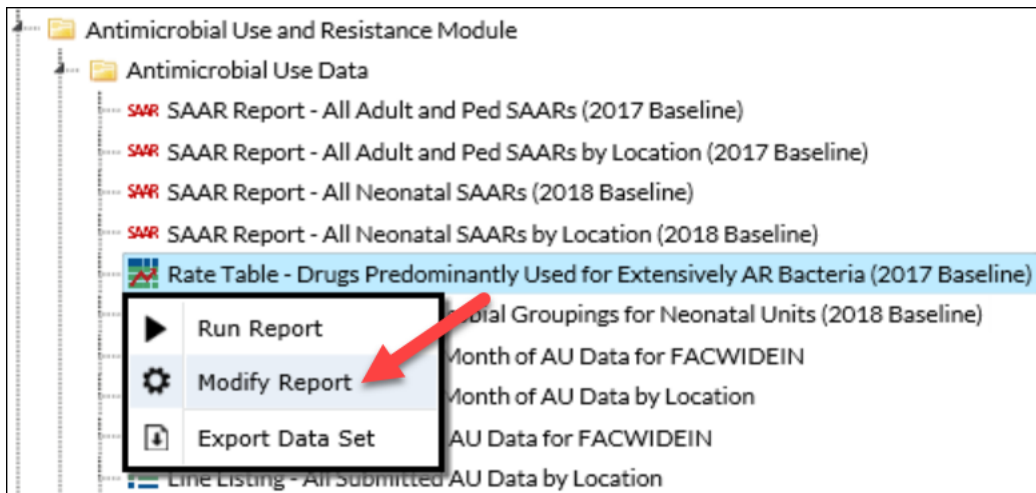 Antimicrobial Use and Resistance Module
Antimicrobial Use Data
SAAR SAAR Report - All Adult and Ped SAARs (2017 Baseline)
SAAR SAAR Report - All Adult and Ped SAARs by Location (2017 Baseline)
SAAR SAAR Report - All Neonatal SAARs (2018 Baseline)
SAAR SAAR Report - All Neonatal SAARs by Location (2018 Baseline)
Rate Table - Drugs Predominantly Used for Extensively AR Bacteria (2017 Baseline)
Groupings for Neonatal Units (2018 Baseline)
Run Report
Month of AU Data for FACWIDEIN
Modify Report
Month of AU Data by Location
Export Data Set
AU Data for FACWIDEIN
Line Listing - All Submitted AU Data by Location